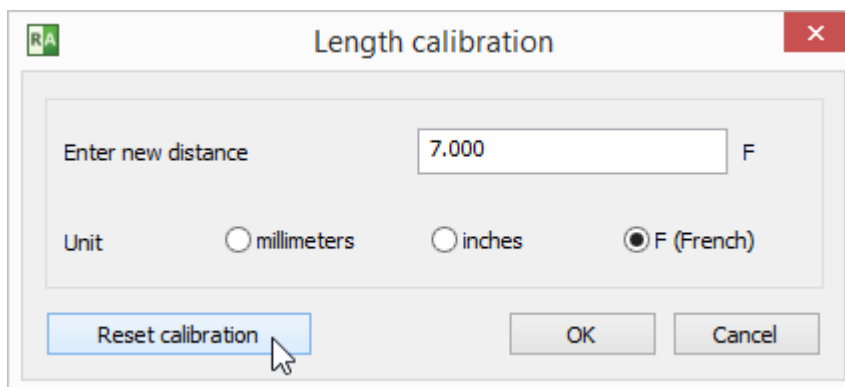 RA Length calibration
Enter new distance 7.000 F
Unit millimeters inches F (French)
Reset calibration OK Cancel